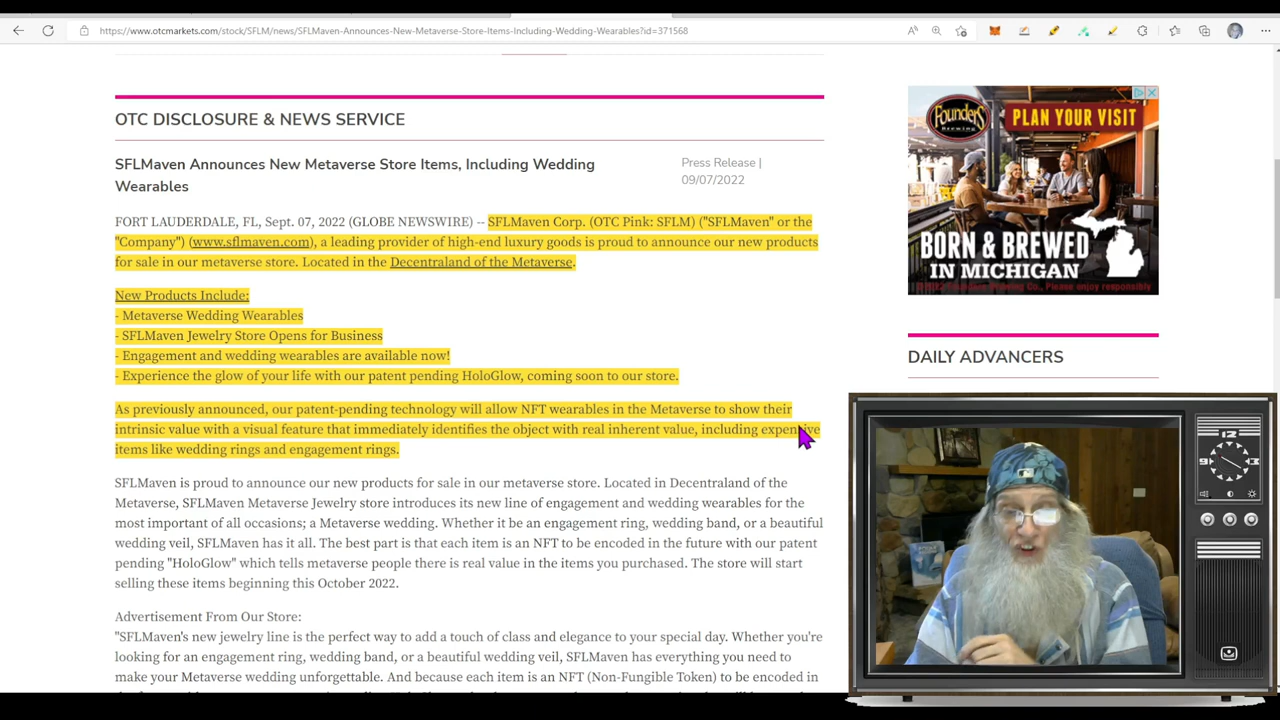 https://www.otcmarkets.com/stock/SFLM/news/SFLMaven-Announces-New-Metaverse-Store-Items-Including-Wedding-Wearables?id=371568
OTC DISCLOSURE & NEWS SERVICE
SFLMaven Announces New Metaverse Store Items, Including Wedding
Wearables
Press Release |
09/07/2022
FORT LAUDERDALE, FL, Sept. 07, 2022 (GLOBE NEWSWIRE) -- SFLMaven Corp. (OTC Pink: SFLM) ("SFLMaven" or the
"Company") (www.sflmaven.com), a leading provider of high-end luxury goods is proud to announce our new products
for sale in our metaverse store. Located in the Decentraland of the Metaverse.
New Products Include:
- Metaverse Wedding Wearables
- SFLMaven Jewelry Store Opens for Business
- Engagement and wedding wearables are available now!
- Experience the glow of your life with our patent pending HoloGlow, coming soon to our store.
As previously announced, our patent-pending technology will allow NFT wearables in the Metaverse to show their
intrinsic value with a visual feature that immediately identifies the object with real inherent value, including expensive
items like wedding rings and engagement rings.
SFLMaven is proud to announce our new products for sale in our metaverse store. Located in Decentraland of the
Metaverse, SFLMaven Metaverse Jewelry store introduces its new line of engagement and wedding wearables for the
most important of all occasions; a Metaverse wedding. Whether it be an engagement ring, wedding band, or a beautiful
wedding veil, SFLMaven has it all. The best part is that each item is an NFT to be encoded in the future with our patent
pending "HoloGlow" which tells metaverse people there is real value in the items you purchased. The store will start
selling these items beginning this October 2022.
Advertisement From Our Store:
"SFLMaven's new jewelry line is the perfect way to add a touch of class and elegance to your special day. Whether you're
looking for an engagement ring, wedding band, or a beautiful wedding veil, SFLMaven has everything you need to
make your Metaverse wedding unforgettable. And because each item is an NFT (Non-Fungible Token) to be encoded in
Founders
Brewing Co.
PLAN YOUR VISIT
BORN & BREWED
IN MICHIGAN
Founders Brewing Co. Please enjoy responsibly
DAILY ADVANCERS
12
9
3